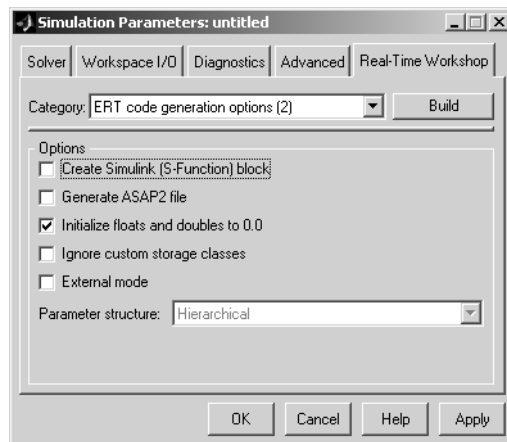 Simulation Parameters: untitled
Solver Workspace I/O Diagnostics Advanced Real-Time Workshop
Category: ERT code generation options (2) Build
Options
Create Simulink (S-Function) block
Generate ASAP2 file
Initialize floats and doubles to 0.0
Ignore custom storage classes
External mode
Parameter structure: Hierarchical
OK Cancel Help Apply